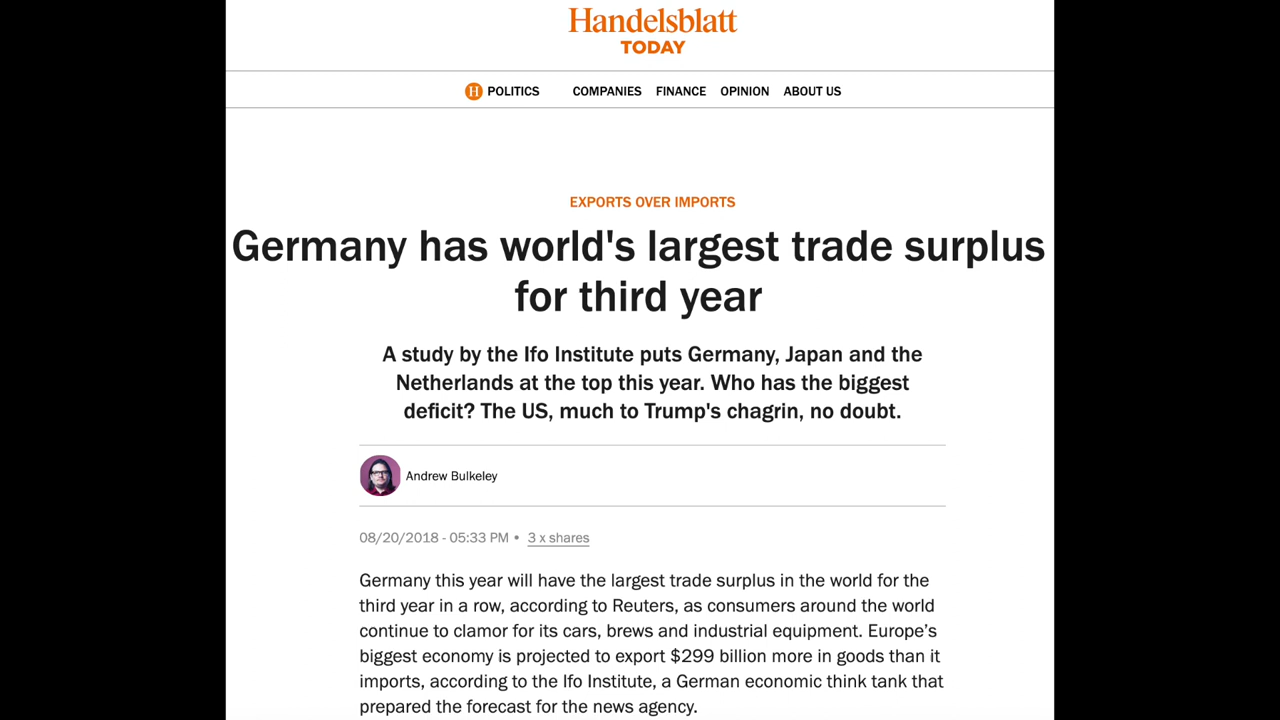 Handelsblatt
TODAY
H POLITICS COMPANIES FINANCE OPINION ABOUT US
EXPORTS OVER IMPORTS
Germany has world's largest trade surplus
for third year
A study by the Ifo Institute puts Germany, Japan and the
Netherlands at the top this year. Who has the biggest
deficit? The US, much to Trump's chagrin, no doubt.
Andrew Bulkeley
08/20/2018 - 05:33 PM • 3 x shares
Germany this year will have the largest trade surplus in the world for the
third year in a row, according to Reuters, as consumers around the world
continue to clamor for its cars, brews and industrial equipment. Europe’s
biggest economy is projected to export $299 billion more in goods than it
imports, according to the Ifo Institute, a German economic think tank that
prepared the forecast for the news agency.